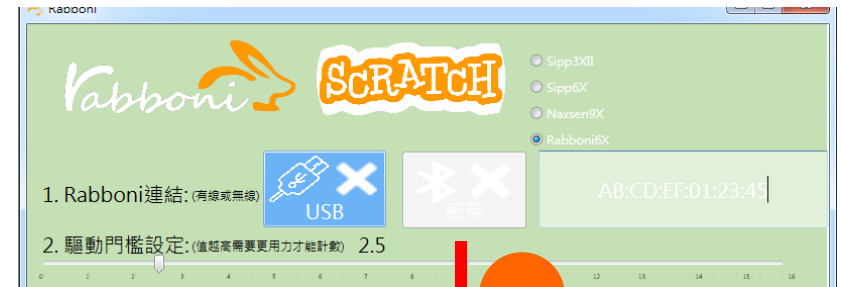 Rabboni
rabboni
SCRATCH
Sipp3XII
Sipp6X
Naxsen9X
Rabboni6X
1. Rabboni連結: (有線或無線)
USB
藍芽
AB:CD:EF:01:23:45
2. 驅動門檻設定: (值越高需要更用力才能計數) 2.5
0 1 2 3 4 5 6 7 8 12 13 14 15 16